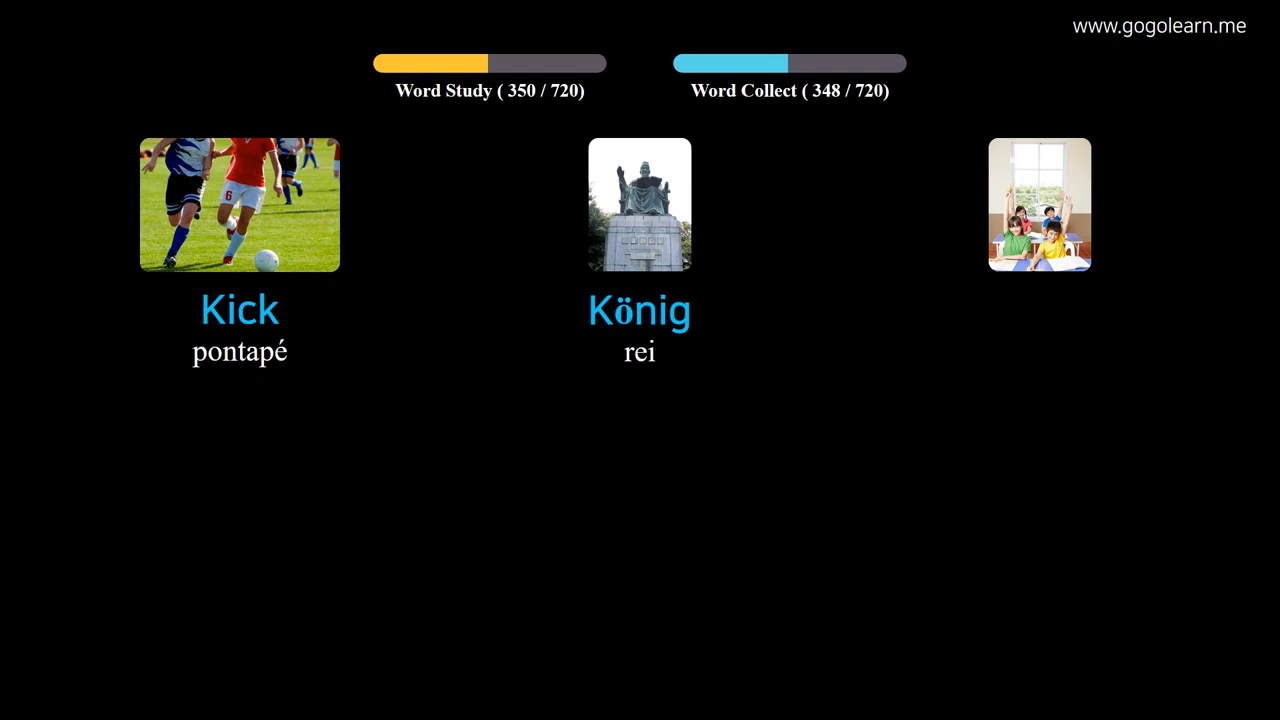 www.gogolearn.me
Word Study ( 350 / 720)
Word Collect ( 348 / 720)
Kick
pontapé
König
rei